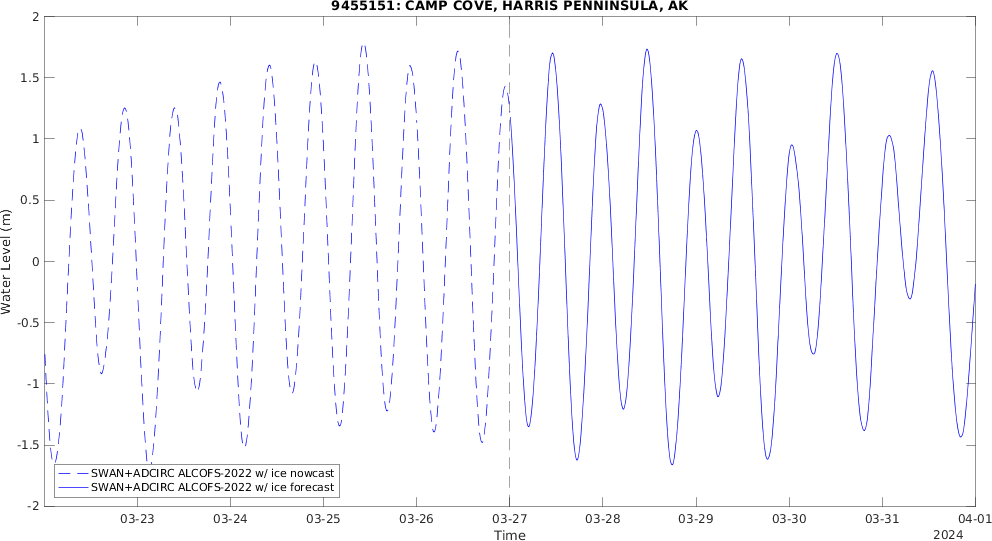 9455151: CAMP COVE, HARRIS PENNINSULA, AK
2
1.5
1
0.5
0
-0.5
-1
-1.5
-2
Water Level (m)
SWAN+ADCIRC ALCOFS-2022 w/ ice nowcast
SWAN+ADCIRC ALCOFS-2022 w/ ice forecast
03-23 03-24 03-25 03-26 03-27 03-28 03-29 03-30 03-31 04-01
Time
2024